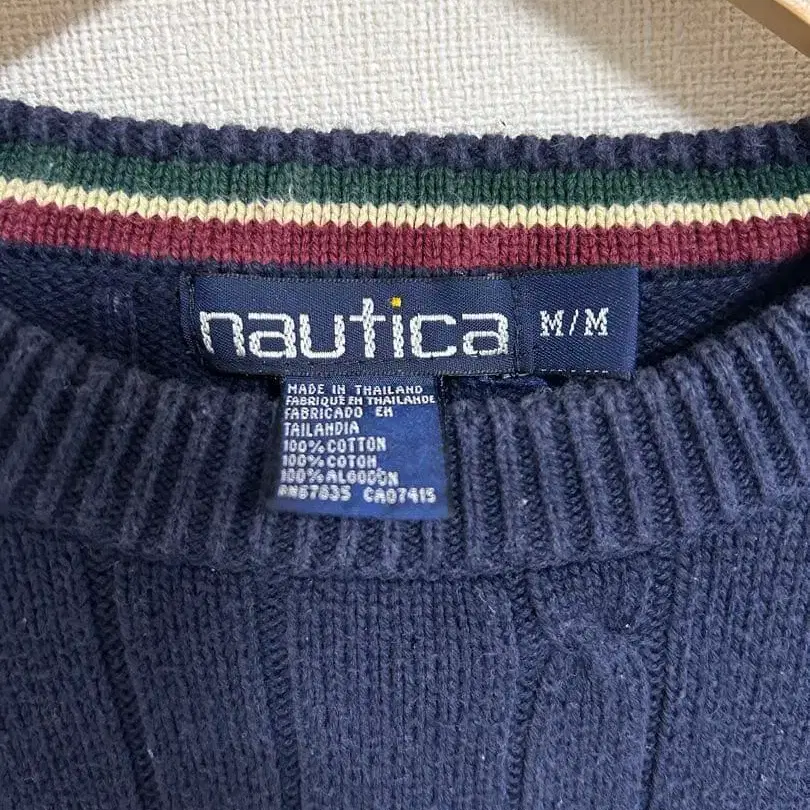 nautica
M/M
MADE IN THAILAND
FABRIQUE EN THAILANDE
FABRICADO EN
TAILANDIA
100% COTTON
100% COTON
100% ALGODON
RN67835 CA07415